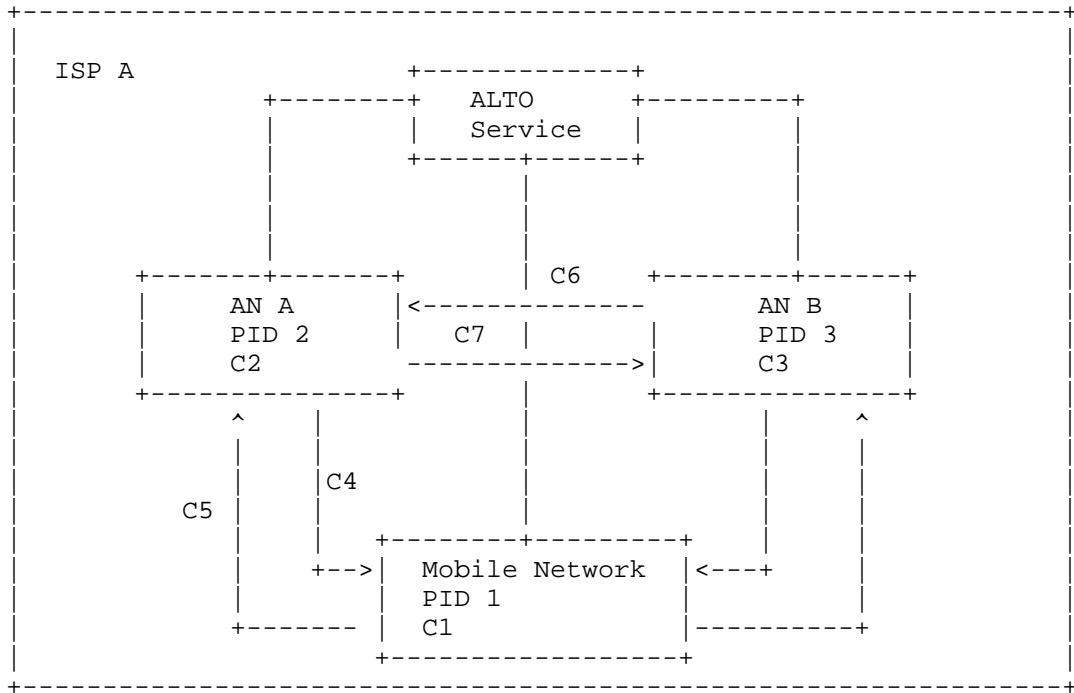 ISP A
ALTO
Service
C6
AN A
AN B
PID 2
C7
PID 3
C2
C3
C4
C5
Mobile Network
PID 1
C1